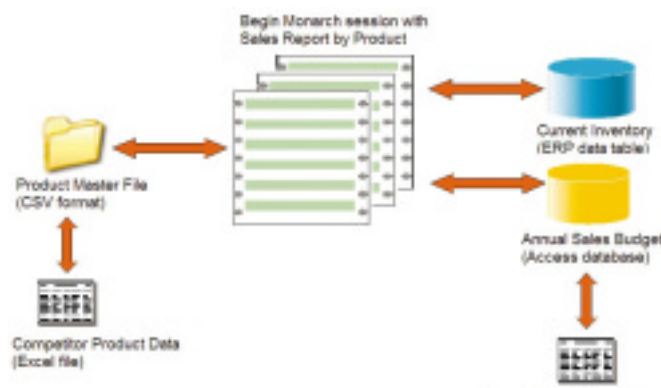 Begin Monarch session with
Sales Report by Product
Current Inventory
(ERP data table)
Product Master File
(CSV format)
Annual Sales Budget
(Access database)
Competitor Product Data
(Excel file)